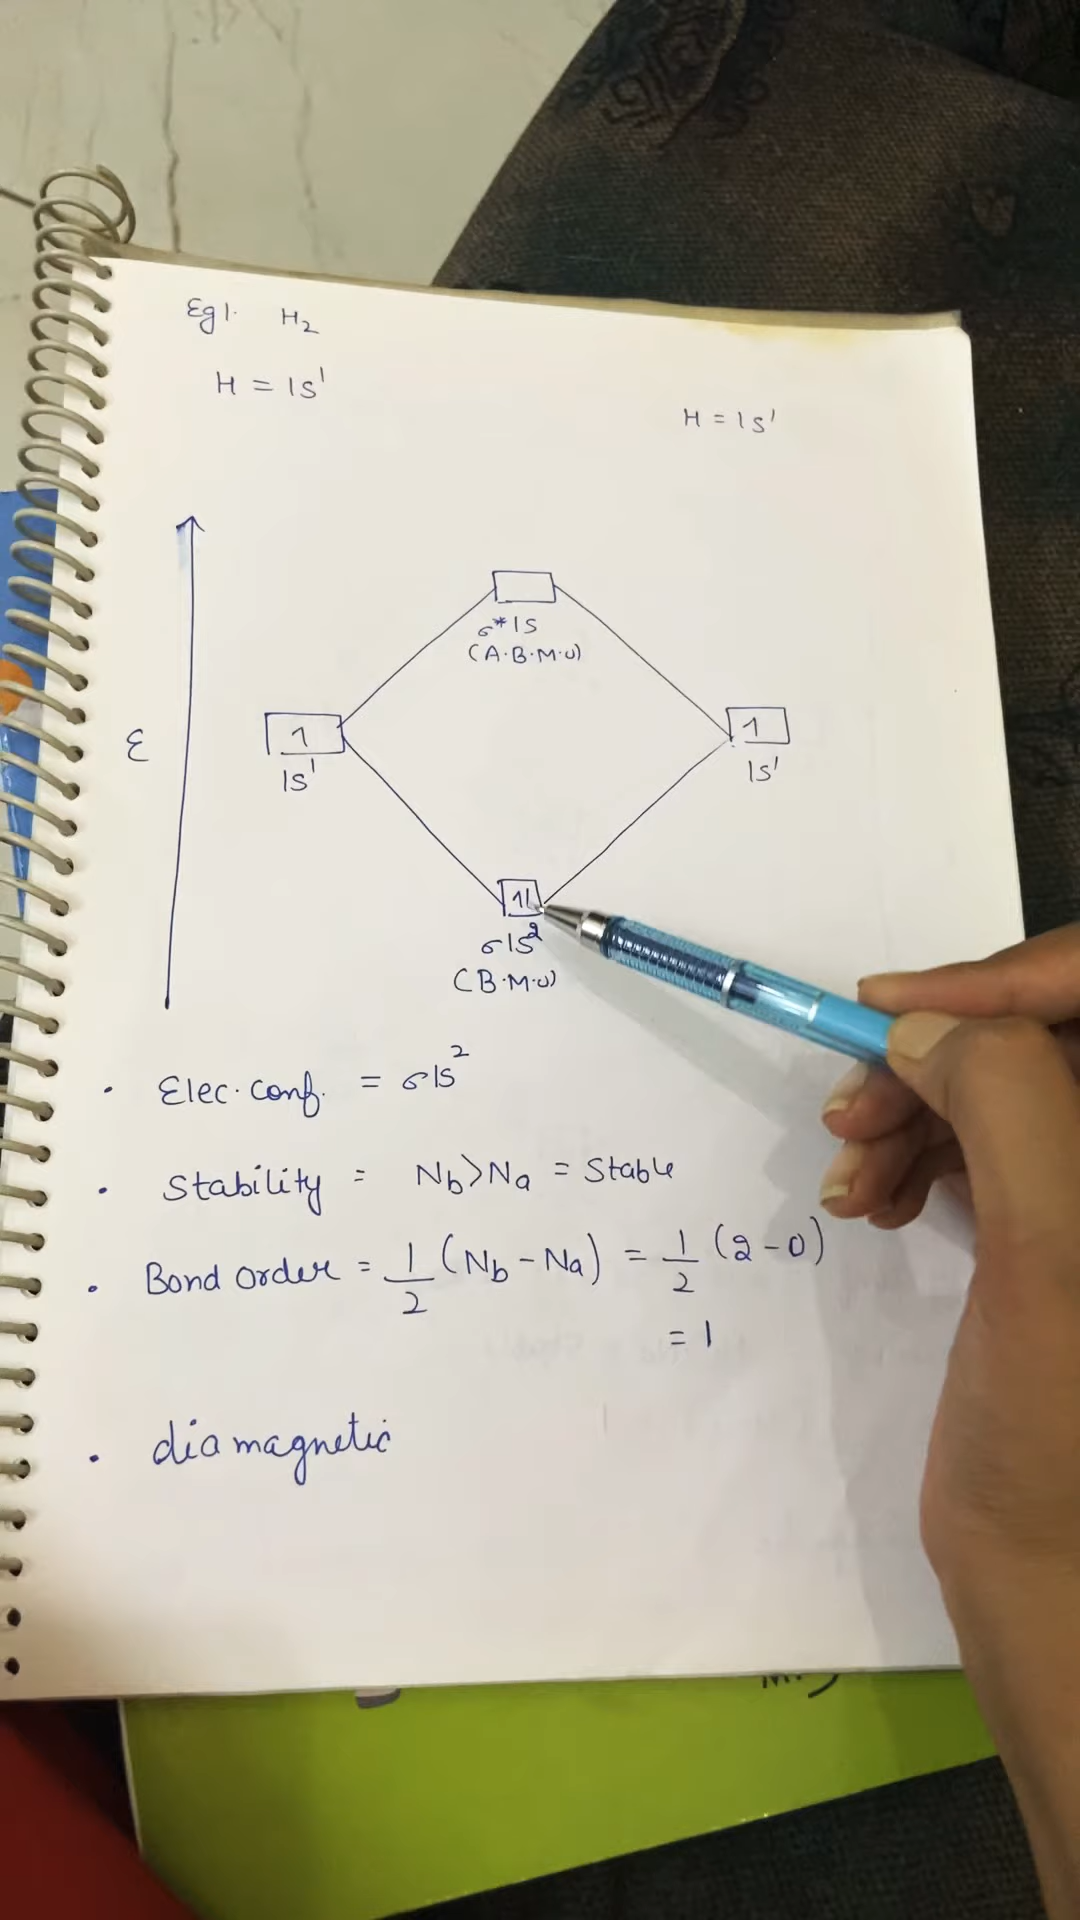 Eg1. H₂
H = 1s¹
H = 1s¹
σ*1s
(A.B.M.O)
1 1
ε
1s¹ 1s¹
1L
σ1s²
(B.M.O)
• Elec. conf. = σ1s²
• Stability = Nb>Na = Stable
• Bond order = 1/2 (Nb - Na) = 1/2 (2-0)
= 1
• diamagnetic